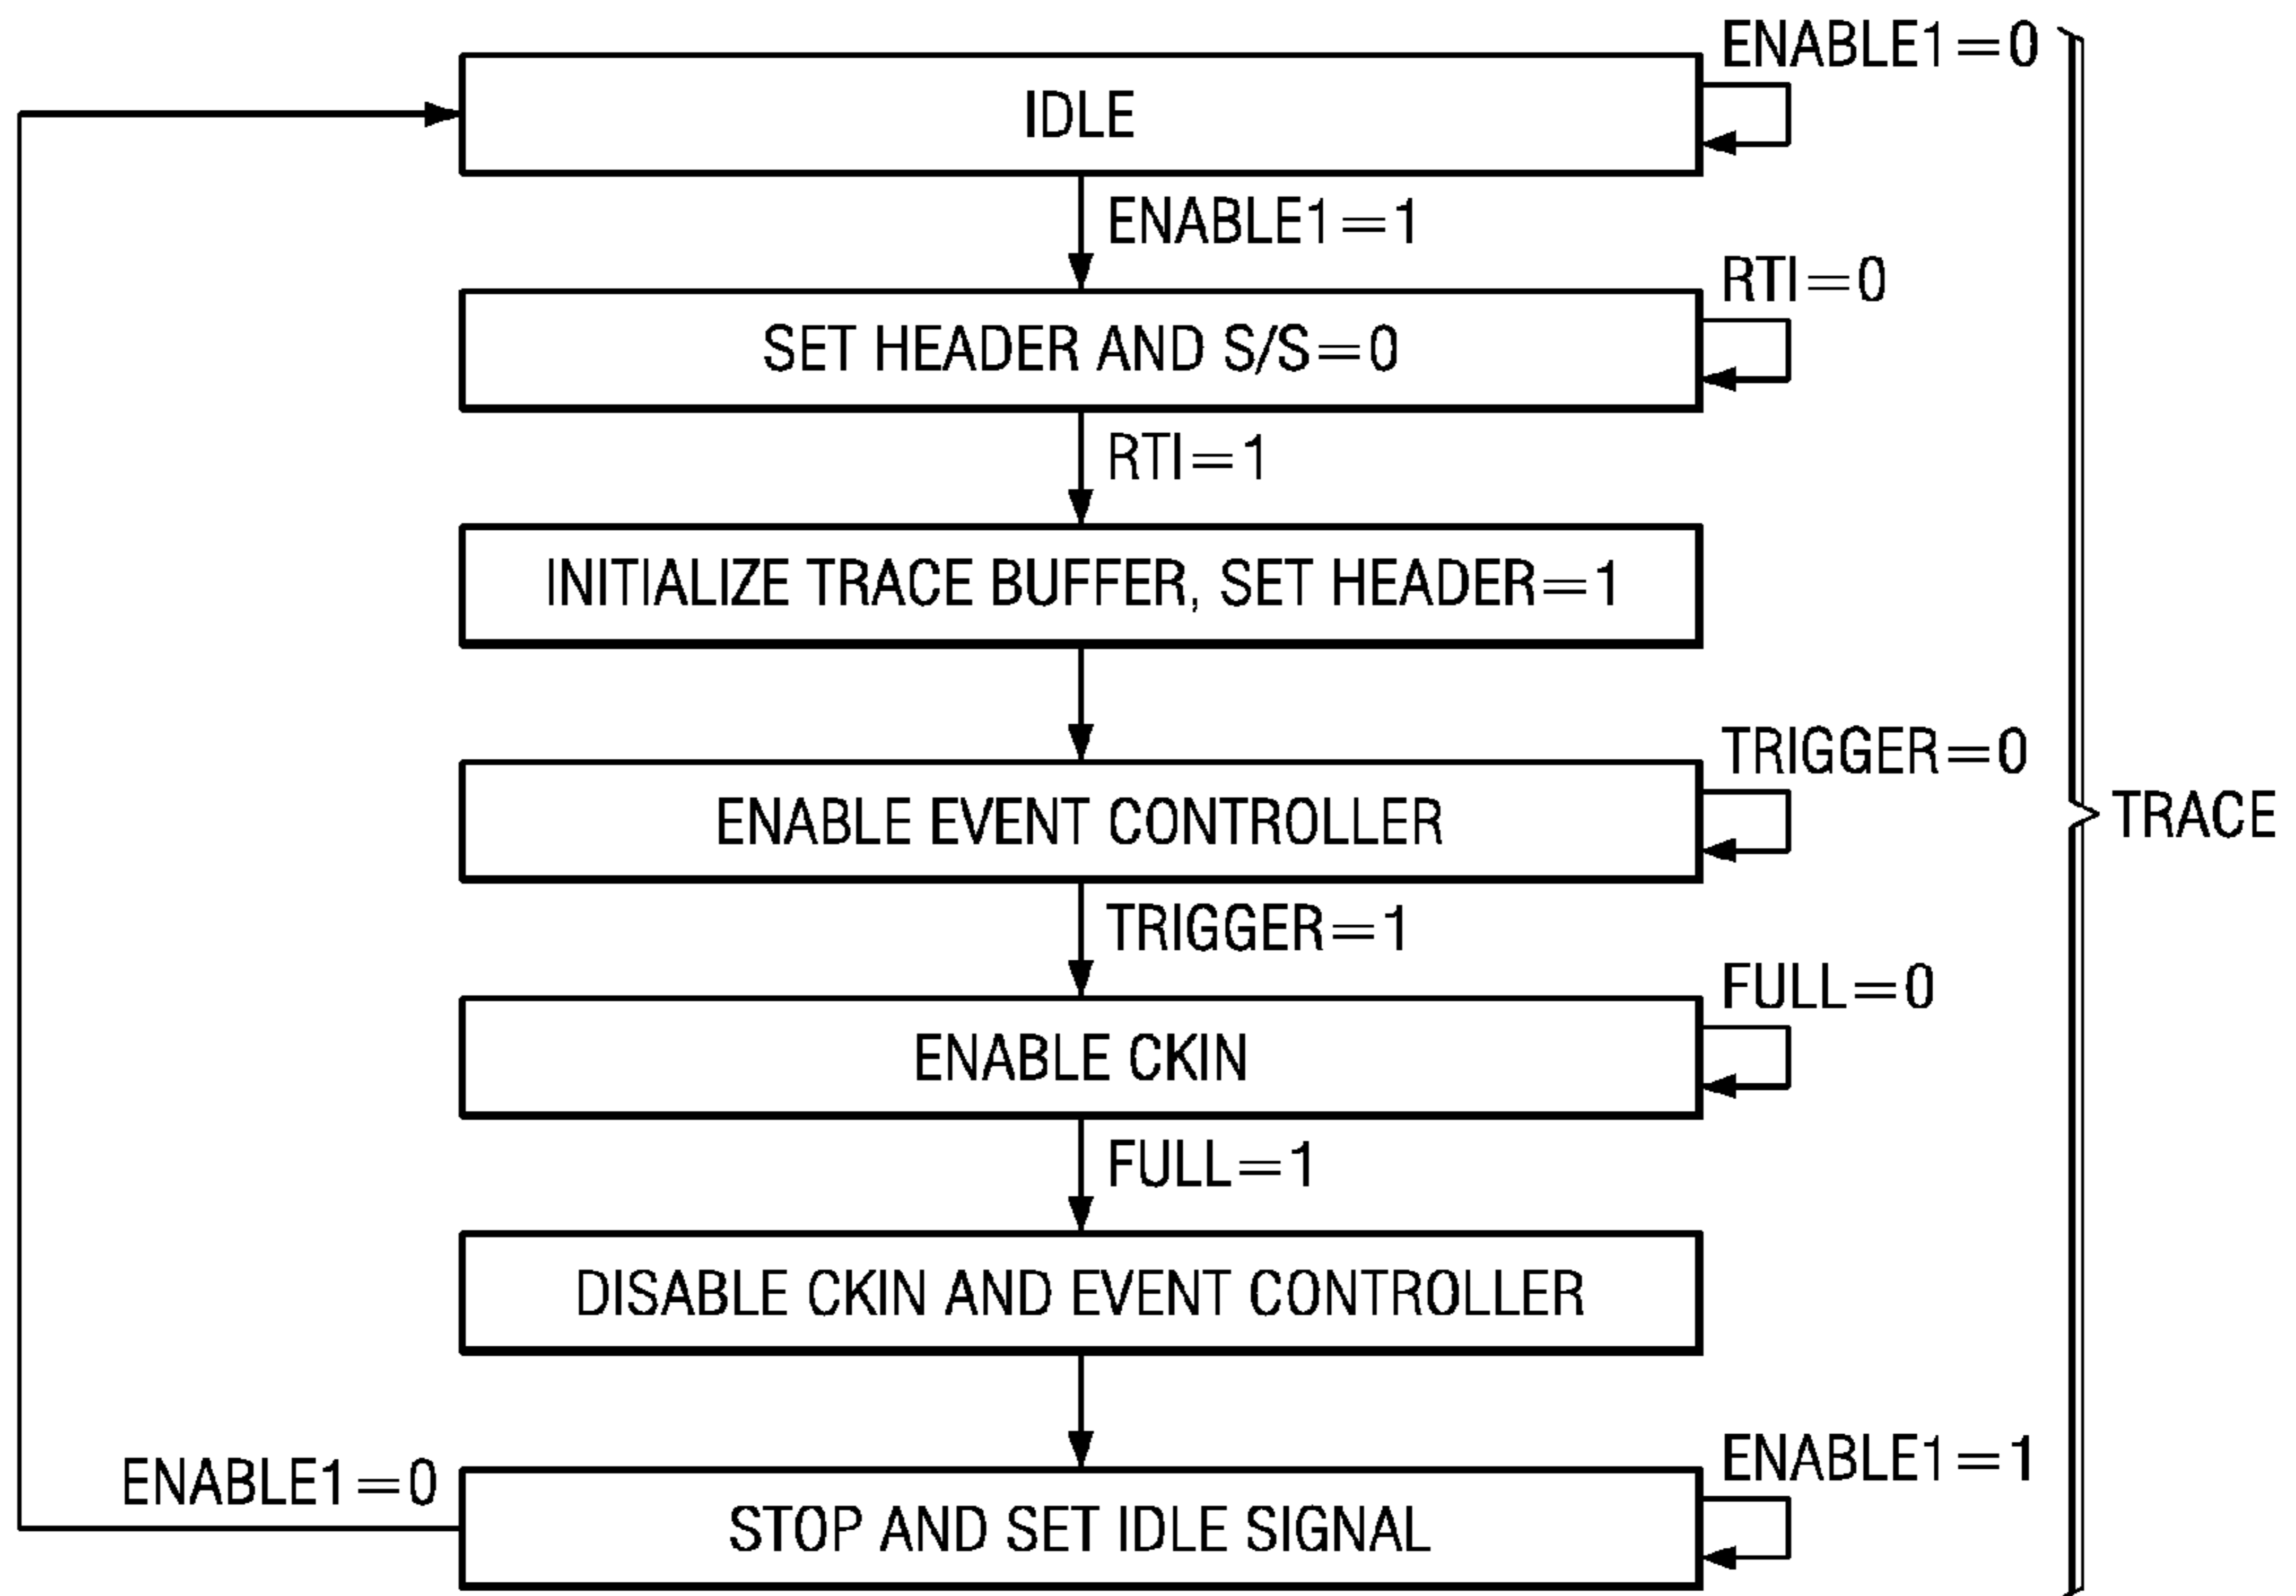 ENABLE1=0
IDLE
ENABLE1=1
RTI=0
SET HEADER AND S/S=0
RTI=1
INITIALIZE TRACE BUFFER, SET HEADER=1
TRIGGER=0
TRACE
ENABLE EVENT CONTROLLER
TRIGGER=1
FULL=0
ENABLE CKIN
FULL=1
DISABLE CKIN AND EVENT CONTROLLER
ENABLE1=1
ENABLE1=0
STOP AND SET IDLE SIGNAL